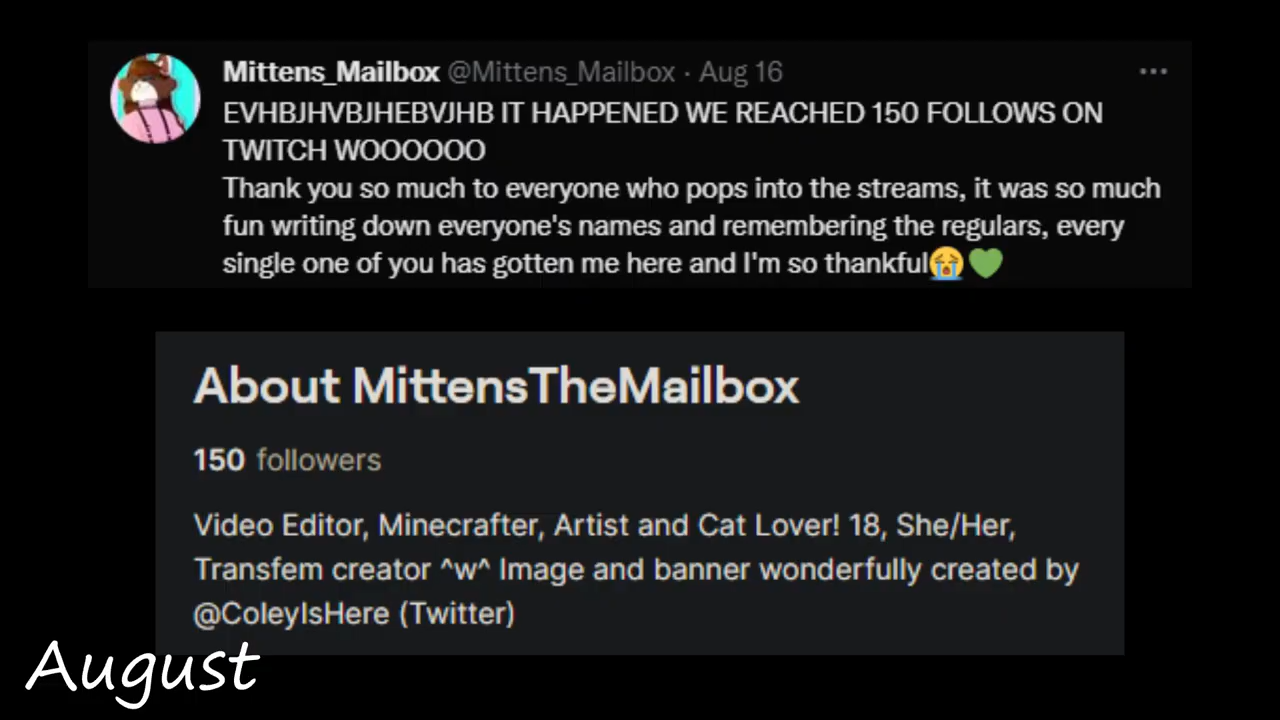 Mittens_Mailbox @Mittens_Mailbox · Aug 16
EVHBJHVBJHEBVJHB IT HAPPENED WE REACHED 150 FOLLOWS ON
TWITCH WOOOOOO
Thank you so much to everyone who pops into the streams, it was so much
fun writing down everyone's names and remembering the regulars, every
single one of you has gotten me here and I'm so thankful😭💚
About MittensTheMailbox
150 followers
Video Editor, Minecrafter, Artist and Cat Lover! 18, She/Her,
Transfem creator ^w^ Image and banner wonderfully created by
@ColeyIsHere (Twitter)
August